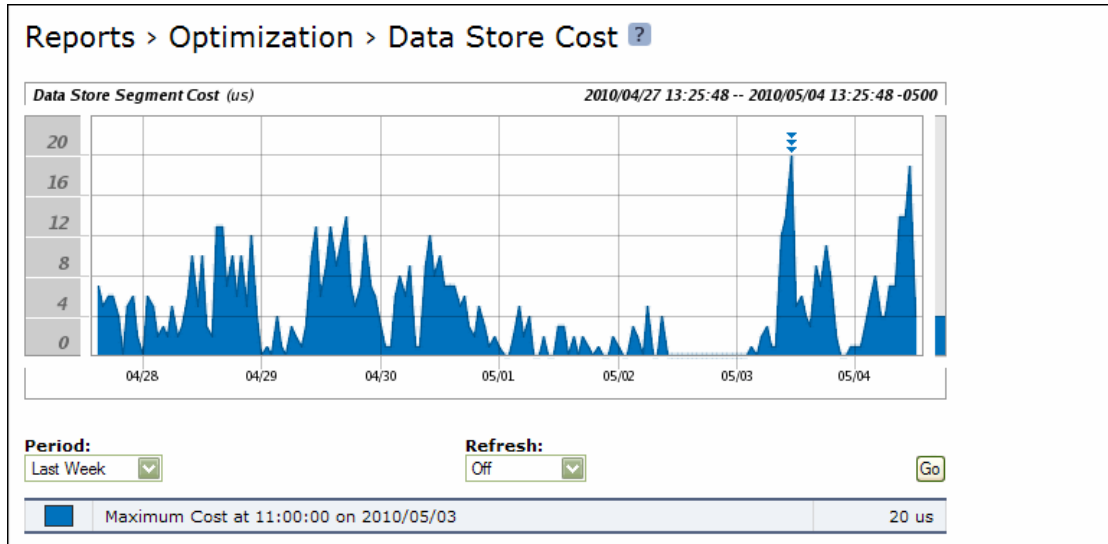 Reports › Optimization › Data Store Cost ?
Data Store Segment Cost (us) 2010/04/27 13:25:48 -- 2010/05/04 13:25:48 -0500
20
16
12
8
4
0
04/28 04/29 04/30 05/01 05/02 05/03 05/04
Period: Refresh:
Last Week Off Go
Maximum Cost at 11:00:00 on 2010/05/03 20 us